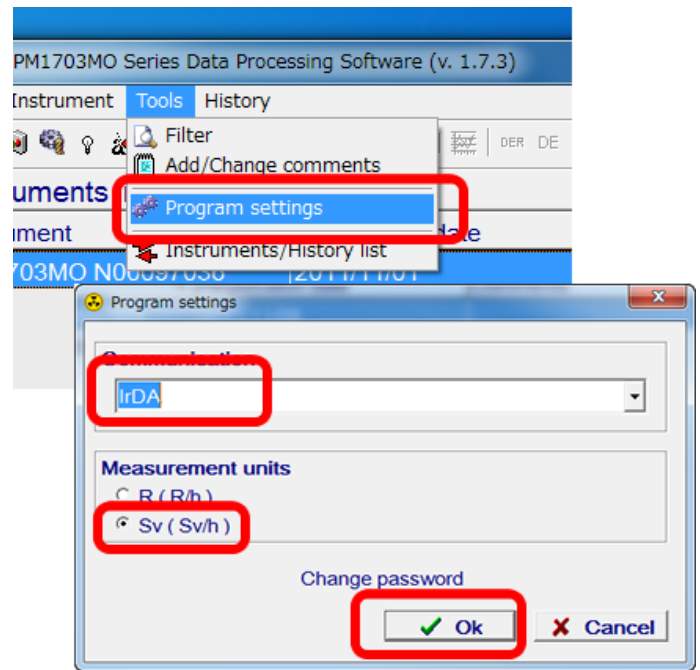 PM1703MO Series Data Processing Software (v. 1.7.3)
Instrument Tools History
Filter
DER DE
Add/Change comments
uments
Program settings
ument date
Instruments/History list
703MO N00097038 2011/11/01
Program settings
Communication
IrDA
Measurement units
R ( R/h )
Sv ( Sv/h )
Change password
Ok Cancel